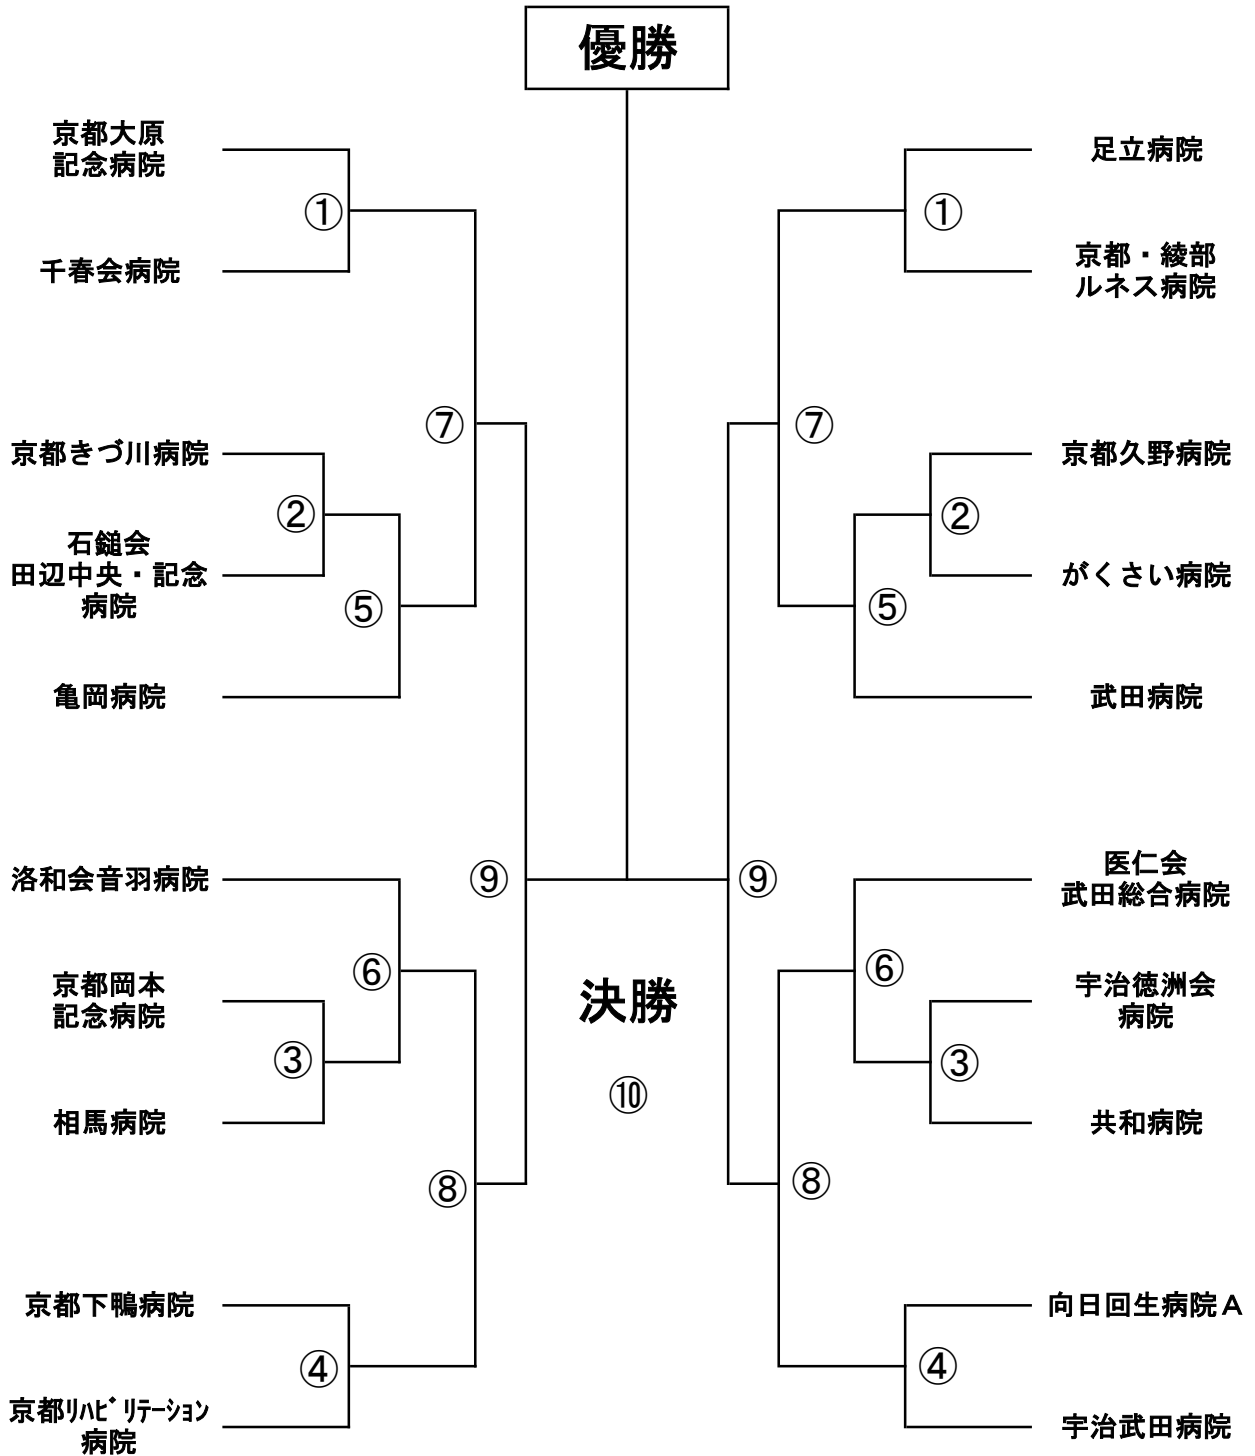 優勝
京都大原
記念病院
①
千春会病院
京都きづ川病院
②
石鎚会
田辺中央・記念
病院
⑤
亀岡病院
⑦
洛和会音羽病院
⑥
京都岡本
記念病院
③
相馬病院
⑧
京都下鴨病院
④
京都ﾘﾊﾋﾞﾘﾃｰｼｮﾝ
病院
⑨
決勝
⑩
⑨
足立病院
①
京都・綾部
ルネス病院
⑦
京都久野病院
②
がくさい病院
⑤
武田病院
医仁会
武田総合病院
⑥
宇治徳洲会
病院
③
共和病院
⑧
向日回生病院Ａ
④
宇治武田病院